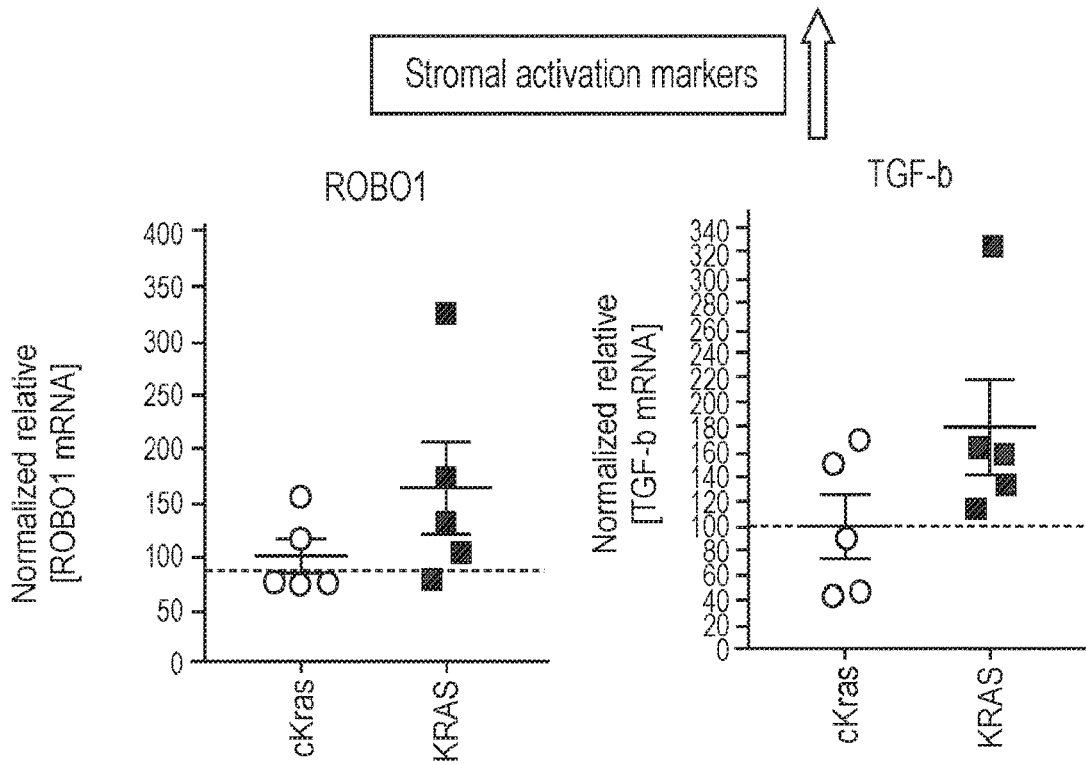 Stromal activation markers
ROBO1
Normalized relative
[ROBO1 mRNA]
400
350
300
250
200
150
100
50
0
cKras
KRAS
TGF-b
Normalized relative
[TGF-b mRNA]
340
320
300
280
260
240
220
200
180
160
140
120
100
80
60
40
20
0
cKras
KRAS